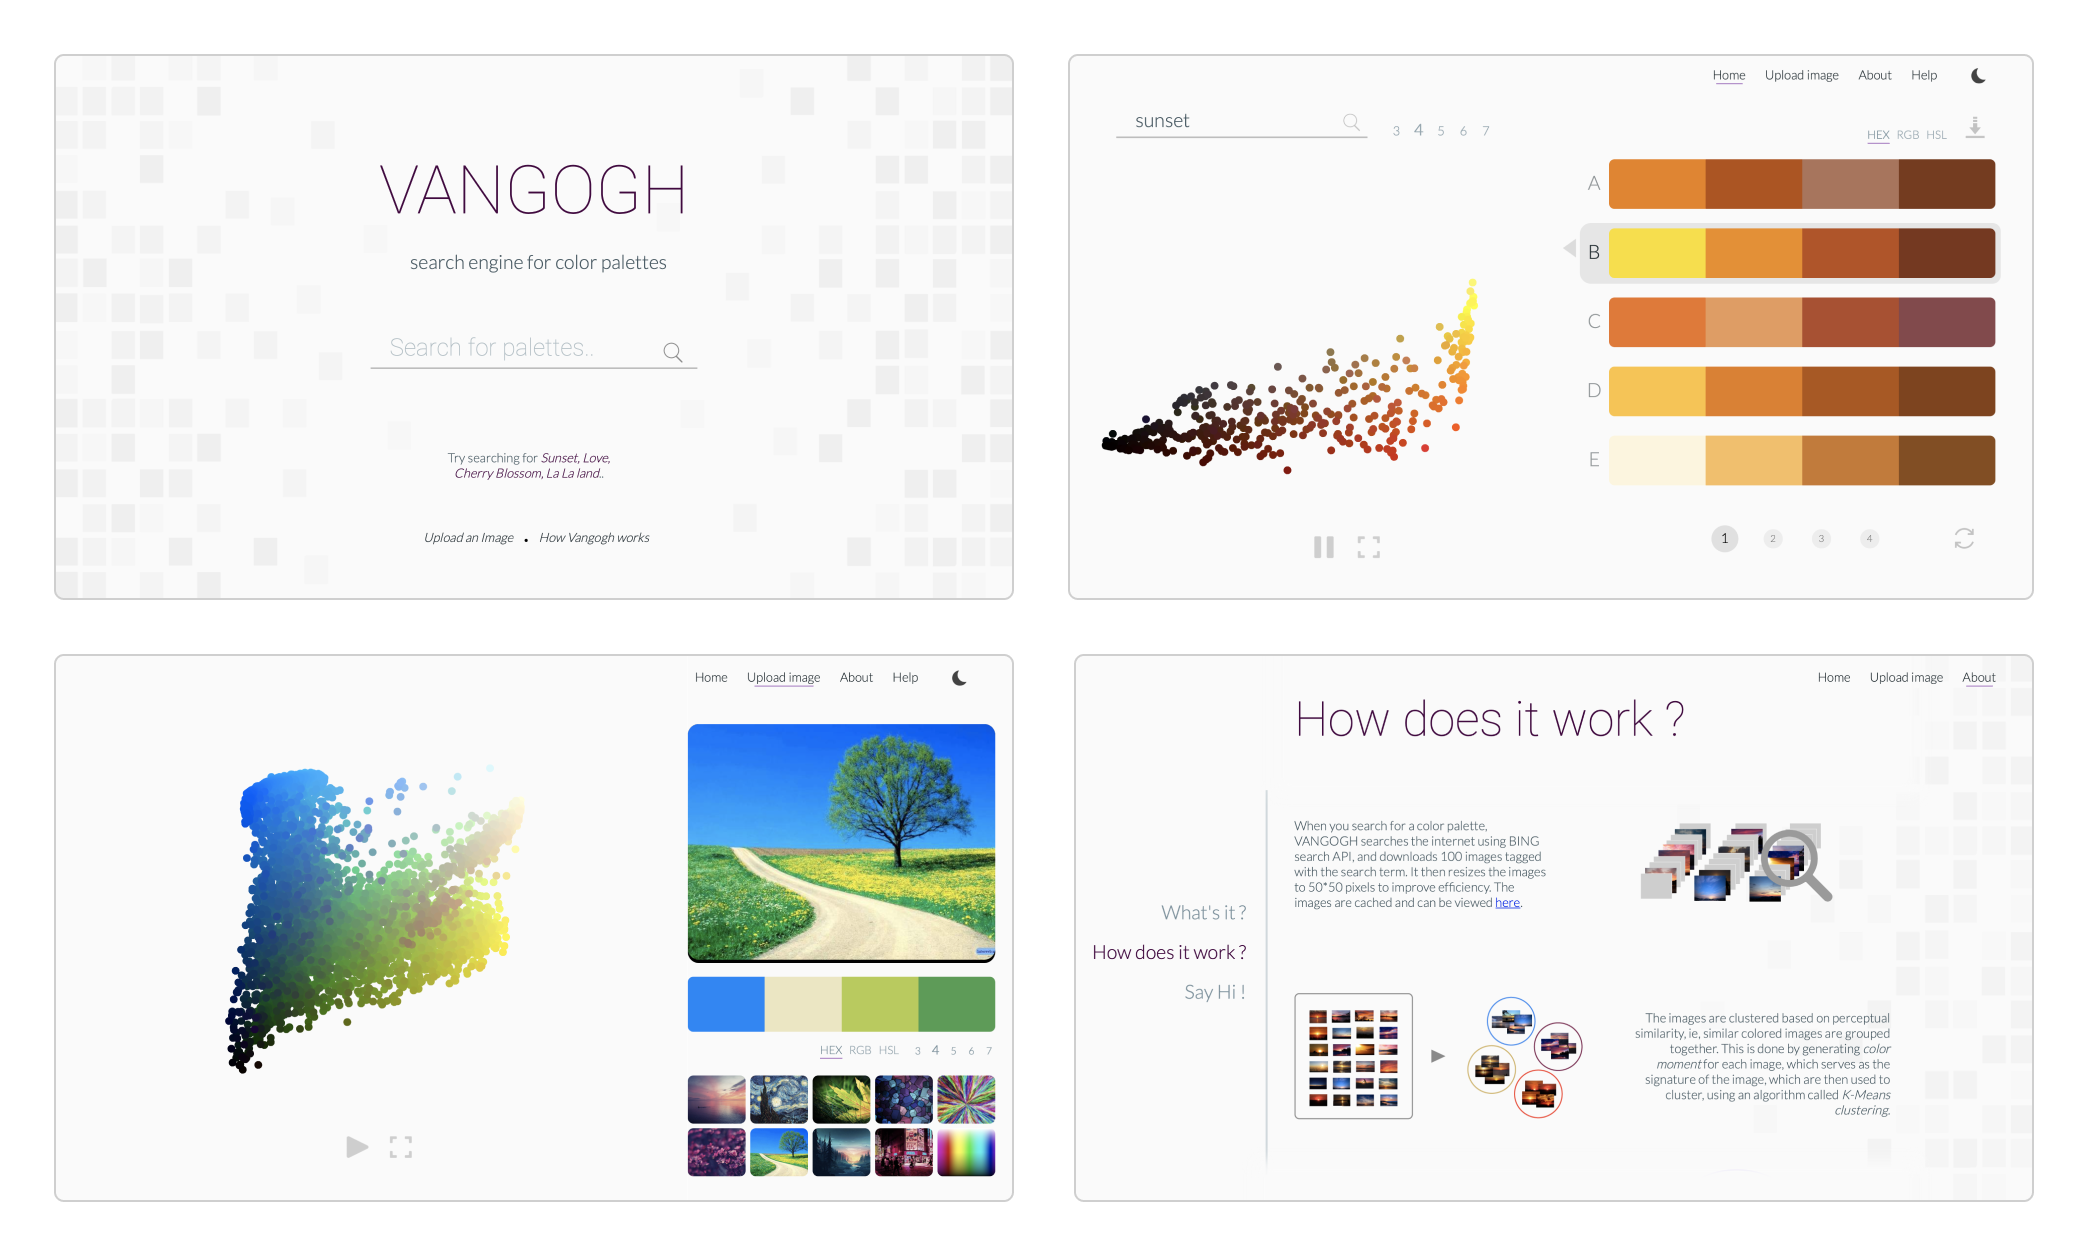 VANGOGH
search engine for color palettes
Search for palettes..
Try searching for Sunset, Love,
Cherry Blossom, La La land..
Upload an Image • How Vangogh works
Home Upload image About Help
sunset
3 4 5 6 7
HEX RGB HSL
A
B
C
D
E
1 2 3 4
Home Upload image About Help
HEX RGB HSL 3 4 5 6 7
Home Upload image About
How does it work ?
What's it ?
How does it work ?
Say Hi !
When you search for a color palette,
VANGOGH searches the internet using BING
search API, and downloads 100 images tagged
with the search term. It then resizes the images
to 50*50 pixels to improve efficiency. The
images are cached and can be viewed here.
The images are clustered based on perceptual
similarity, ie, similar colored images are grouped
together. This is done by generating color
moment for each image, which serves as the
signature of the image, which are then used to
cluster, using an algorithm called K-Means
clustering.